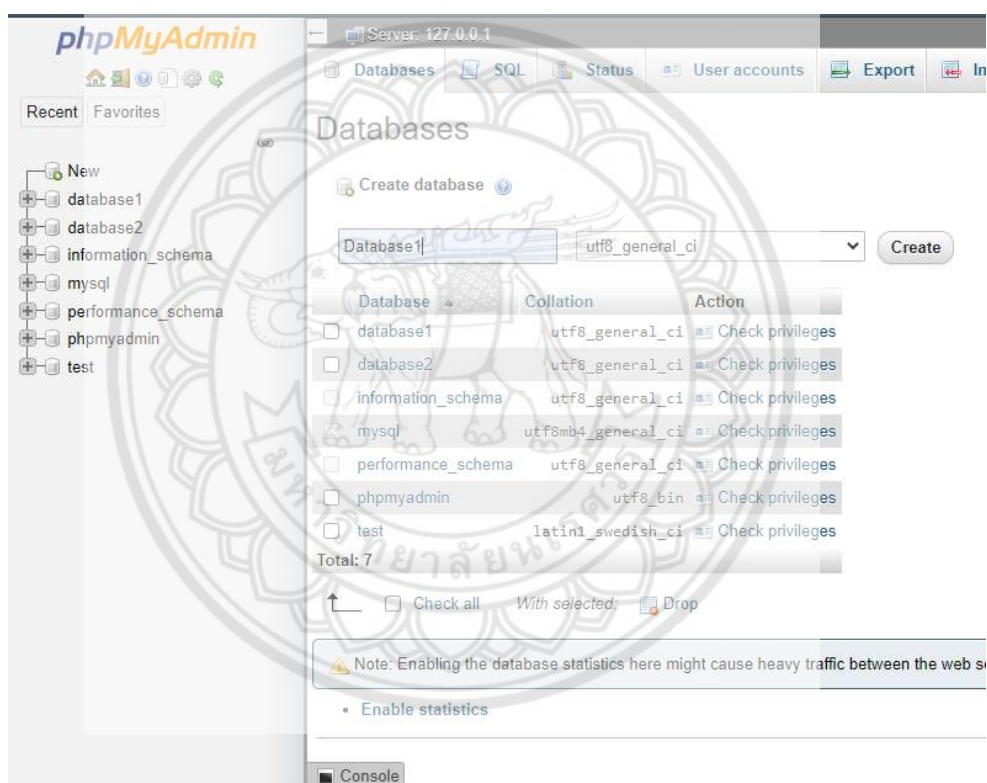 phpMyAdmin
Recent Favorites
New
database1
database2
information_schema
mysql
performance_schema
phpmyadmin
test
Server: 127.0.0.1
Databases SQL Status User accounts Export
Databases
Create database
Database1 utf8_general_ci Create
Database Collation Action
database1 utf8_general_ci Check privileges
database2 utf8_general_ci Check privileges
information_schema utf8_general_ci Check privileges
mysql utf8mb4_general_ci Check privileges
performance_schema utf8_general_ci Check privileges
phpmyadmin utf8_bin Check privileges
test latin1_swedish_ci Check privileges
Total: 7
Check all With selected: Drop
Note: Enabling the database statistics here might cause heavy traffic between the web
Enable statistics
Console